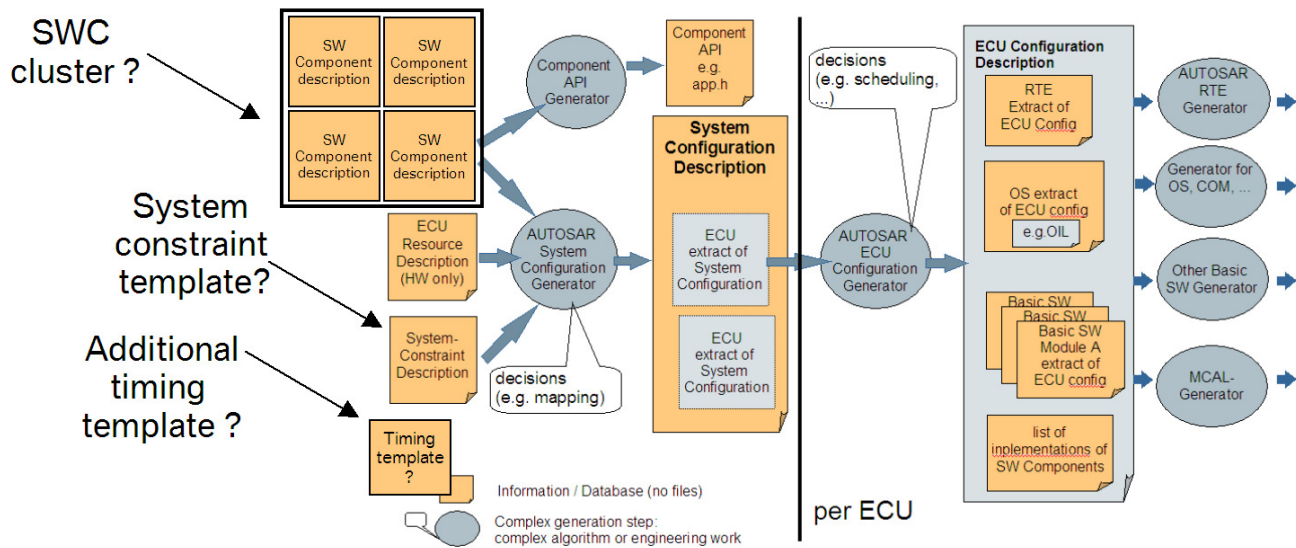 SWC
cluster ?
System
constraint
template?
Additional
timing
template ?
SW
Component
description
SW
Component
description
SW
Component
description
SW
Component
description
ECU
Resource
Description
(HW only)
System-
Constraint
Description
Timing
template
?
Component
API
Generator
Component
API
e.g.
app.h
AUTOSAR
System
Configuration
Generator
decisions
(e.g. mapping)
System
Configuration
Description
ECU
extract of
System
Configuration
ECU
extract of
System
Configuration
Information / Database (no files)
Complex generation step:
complex algorithm or engineering work
per ECU
decisions
(e.g. scheduling,
...)
AUTOSAR
ECU
Configuration
Generator
ECU Configuration
Description
RTE
Extract of
ECU Config
OS extract
of ECU config
e.g.OIL
Basic SW
Basic SW
Basic SW
Module A
extract of
ECU config
list of
inplementations of
SW Components
AUTOSAR
RTE
Generator
Generator for
OS, COM, ...
Other Basic
SW Generator
MCAL-
Generator